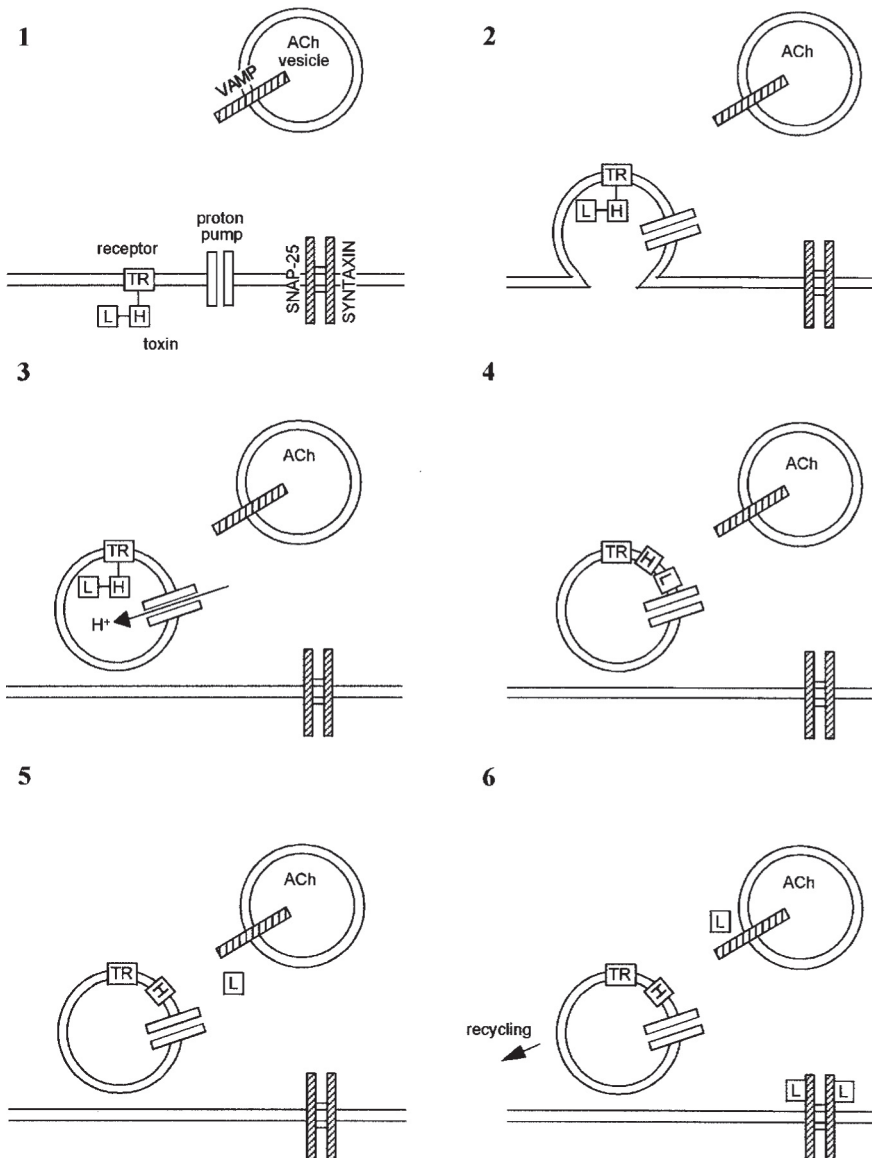 1
ACh
vesicle
VAMP
receptor
proton
pump
TR
L H
toxin
SNAP-25
SYNTAXIN
2
ACh
TR
L H
3
ACh
TR
L H
H+
4
ACh
TR
H
L
5
ACh
TR
H
L
6
ACh
L
TR
H
recycling
L L